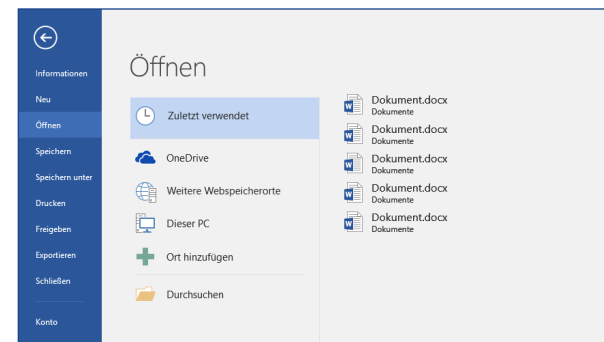 Informationen
Neu
Öffnen
Speichern
Speichern unter
Drucken
Freigeben
Exportieren
Schließen
Konto
Öffnen
Zuletzt verwendet
OneDrive
Weitere Webspeicherorte
Dieser PC
Ort hinzufügen
Durchsuchen
Dokument.docx
Dokumente
Dokument.docx
Dokumente
Dokument.docx
Dokumente
Dokument.docx
Dokumente
Dokument.docx
Dokumente